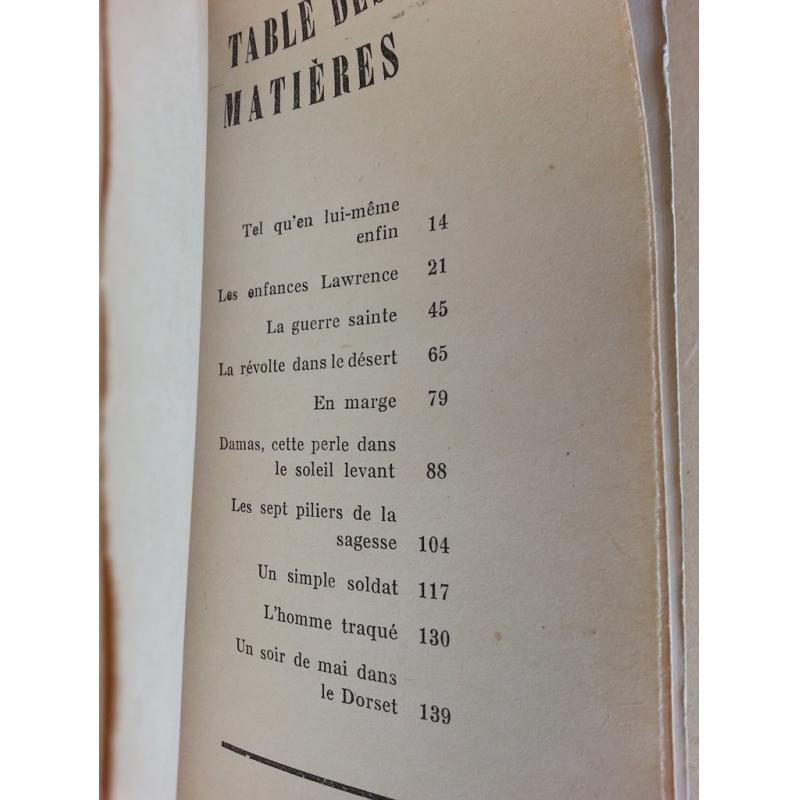 TABLE DES
MATIÈRES
Tel qu'en lui-même
enfin 14
Les enfances Lawrence 21
La guerre sainte 45
La révolte dans le désert 65
En marge 79
Damas, cette perle dans
le soleil levant 88
Les sept piliers de la
sagesse 104
Un simple soldat 117
L'homme traqué 130
Un soir de mai dans
le Dorset 139